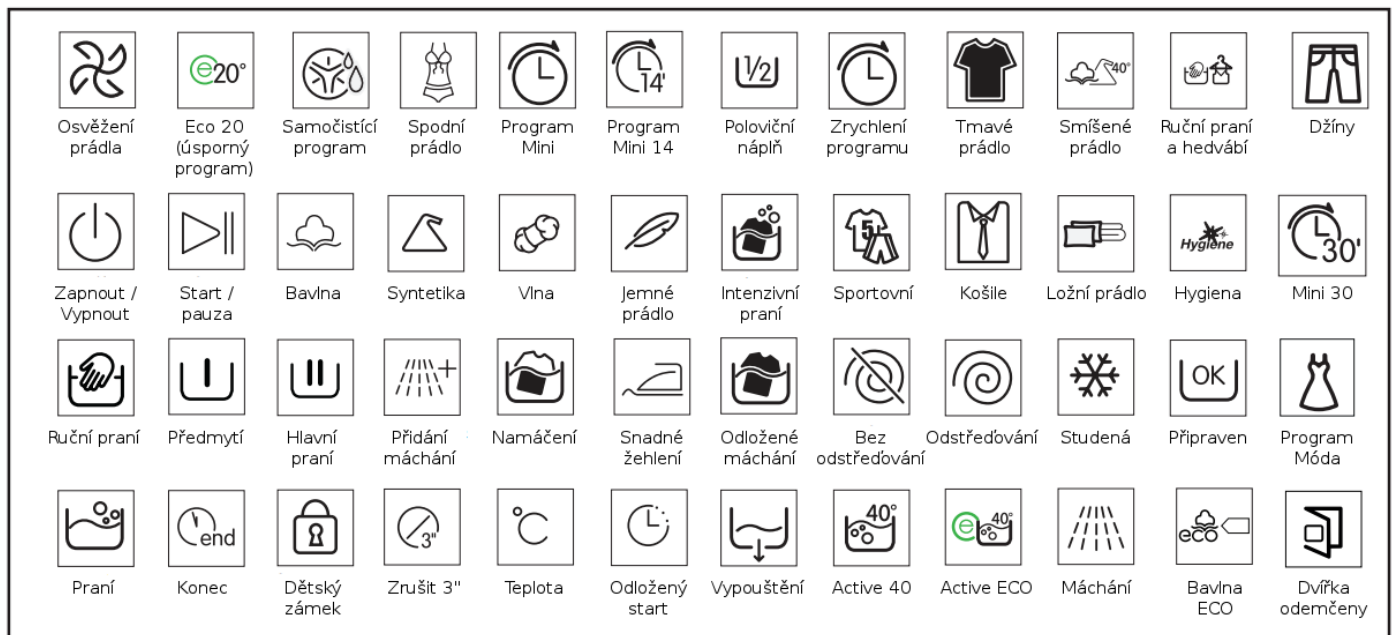 e20° 14' 1/2 40°
Osvěžení Eco 20 Samočistící Spodní Program Program Poloviční Zrychlení Tmavé Smíšené Ruční praní Džíny
prádla (úsporný program prádlo Mini Mini 14 náplň programu prádlo prádlo a hedvábí
program)
5 Hygiene 30'
Zapnout / Start / Bavlna Syntetika Vlna Jemné Intenzivní Sportovní Košile Ložní prádlo Hygiena Mini 30
Vypnout pauza prádlo praní
OK
Ruční praní Předmytí Hlavní Přidání Namáčení Snadné Odložené Bez Odstřeďování Studená Připraven Program
praní máchání žehlení máchání odstřeďování Móda
end 3" °C 40° e 40° eco
Praní Konec Dětský Zrušit 3" Teplota Odložený Vypouštění Active 40 Active ECO Máchání Bavlna Dvířka
zámek start ECO odemčeny